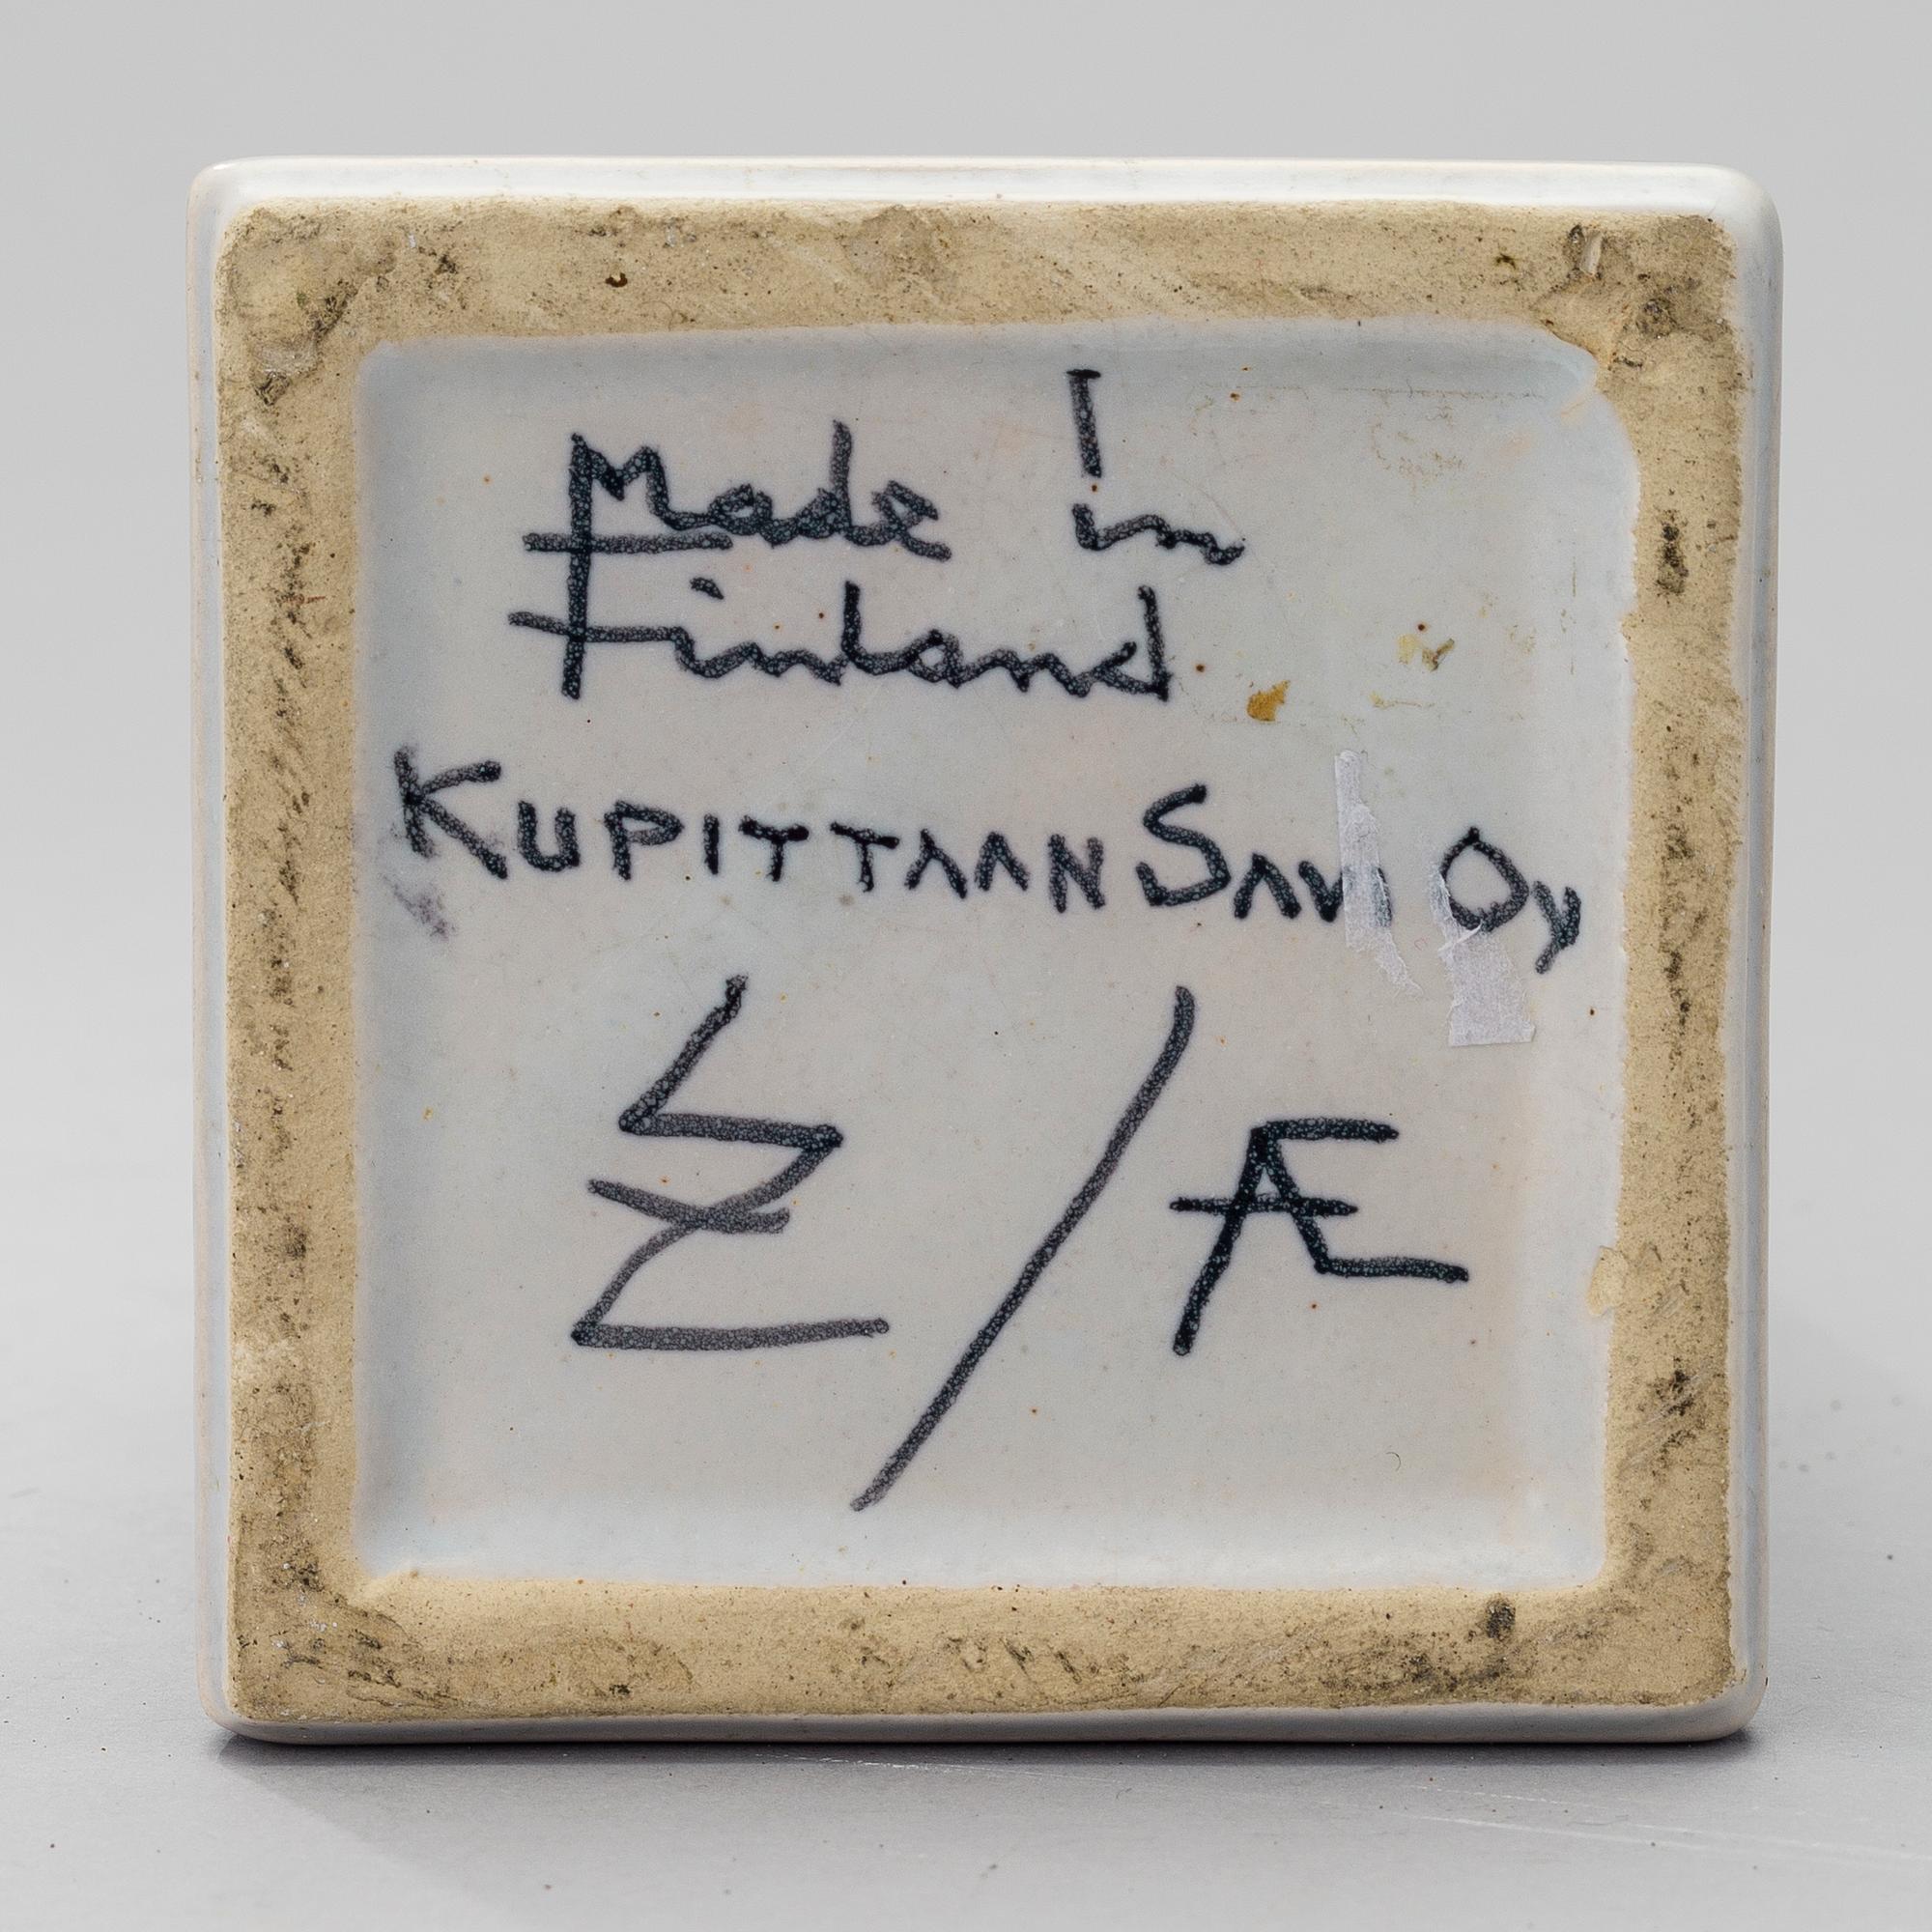 Made In
Finland
KUPITTAAN SAVI Oy
/ Æ